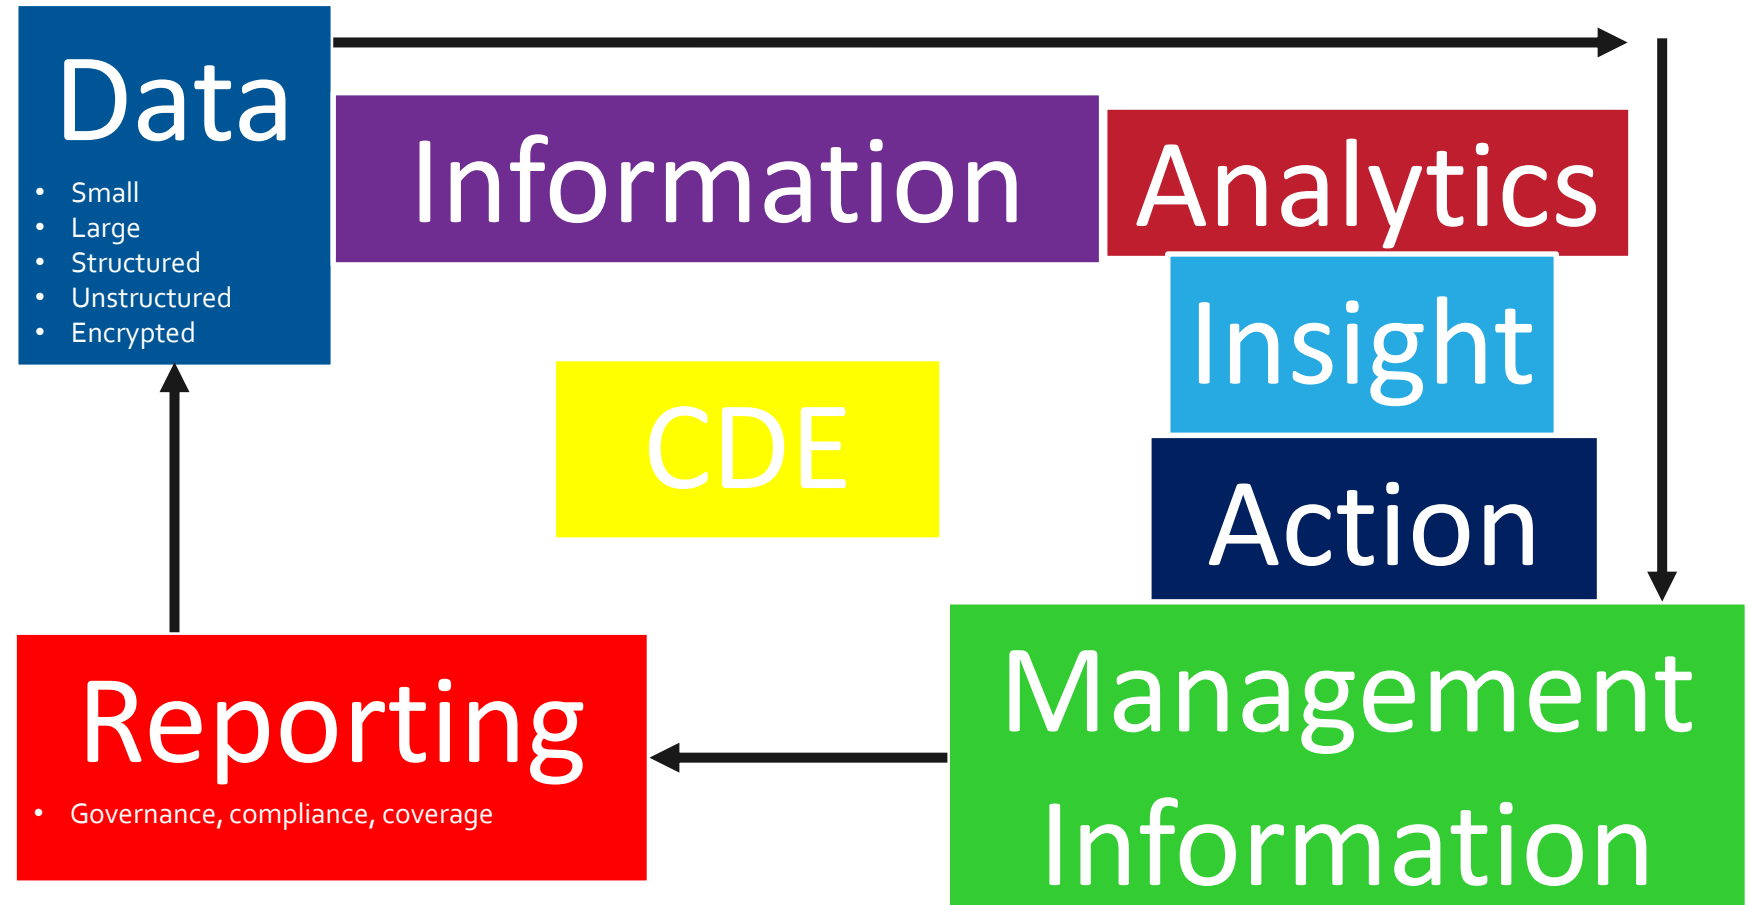 Data
• Small
• Large
• Structured
• Unstructured
• Encrypted
Information
Analytics
Insight
CDE
Action
Management
Information
Reporting
• Governance, compliance, coverage